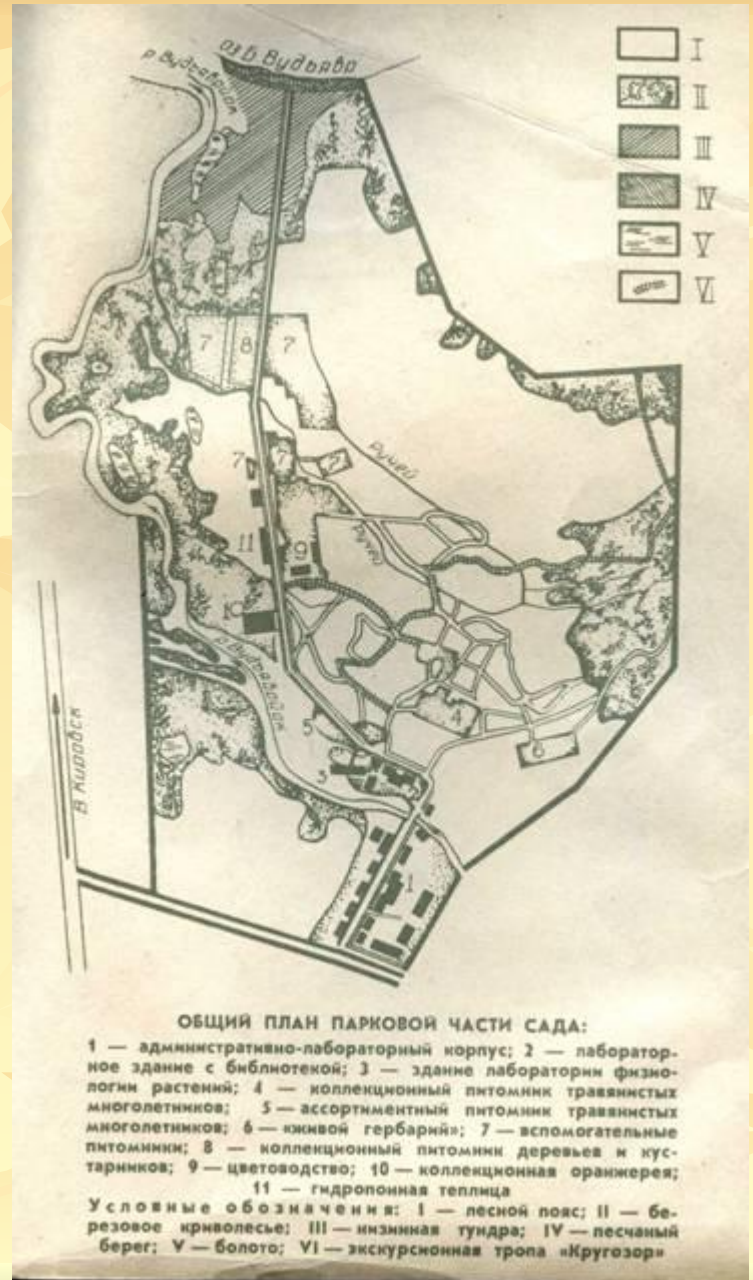 оз. Б. Вудъявр
р. Вудъяврйок
I
II
III
IV
V
VI
7
8
7
7
7
Ручей
Ручей
11
9
10
р. Вудъяврйок
5
4
6
3
В Кировск
1
ОБЩИЙ ПЛАН ПАРКОВОЙ ЧАСТИ САДА:
1 — административно-лабораторный корпус; 2 — лаборатор-
ное здание с библиотекой; 3 — здание лаборатории физио-
логии растений; 4 — коллекционный питомник травянистых
многолетников; 5 — ассортиментный питомник травянистых
многолетников; 6 — «живой гербарий»; 7 — вспомогательные
питомники; 8 — коллекционный питомник деревьев и кус-
тарников; 9 — цветоводство; 10 — коллекционная оранжерея;
11 — гидропонная теплица
Условные обозначения: I — лесной пояс; II — бе-
резовое криволесье; III — низинная тундра; IV — песчаный
берег; V — болото; VI — экскурсионная тропа «Кругозор»